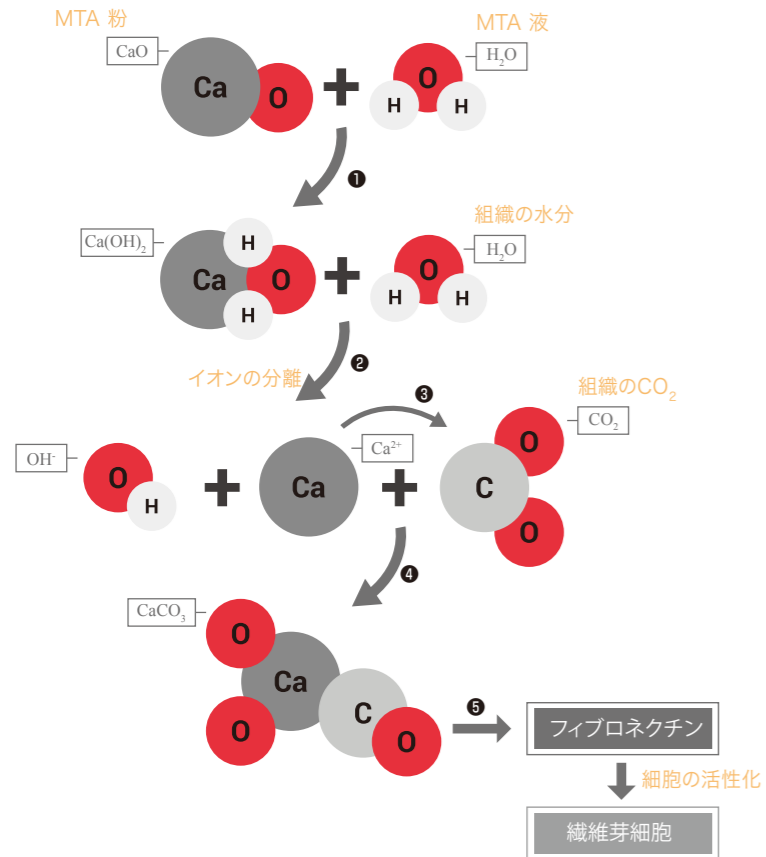 MTA 粉
MTA 液
CaO
H₂O
Ca
O
O
H
H
❶
組織の水分
Ca(OH)₂
H₂O
H
Ca
O
H
O
H
H
❷
イオンの分離
❸
組織のCO₂
CO₂
OH⁻
Ca²⁺
O
H
Ca
C
O
O
❹
CaCO₃
O
Ca
O
C
O
❺
フィブロネクチン
細胞の活性化
繊維芽細胞